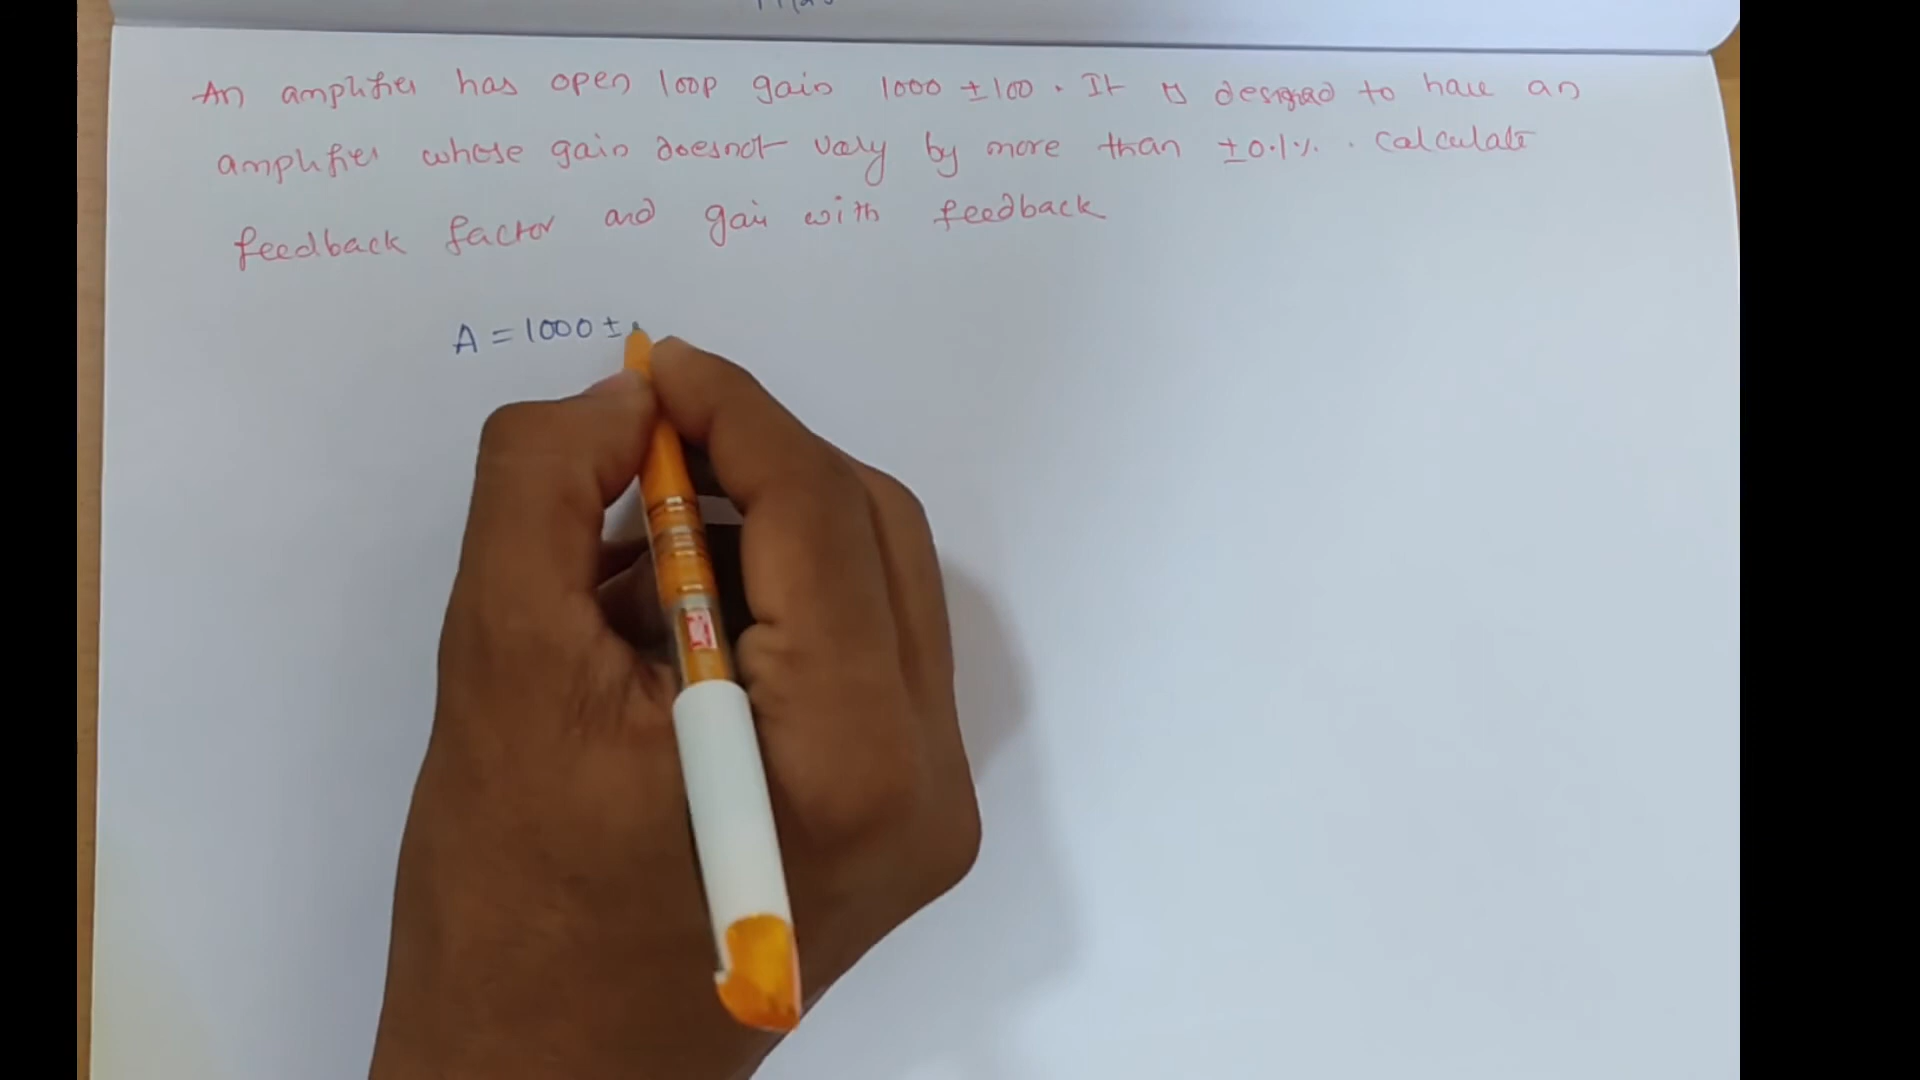 An amplifier has open loop gain 1000 ±100. It is designed to have an
amplifier whose gain doesnot vary by more than ±0.1%. Calculate
feedback factor and gain with feedback
A = 1000 ±